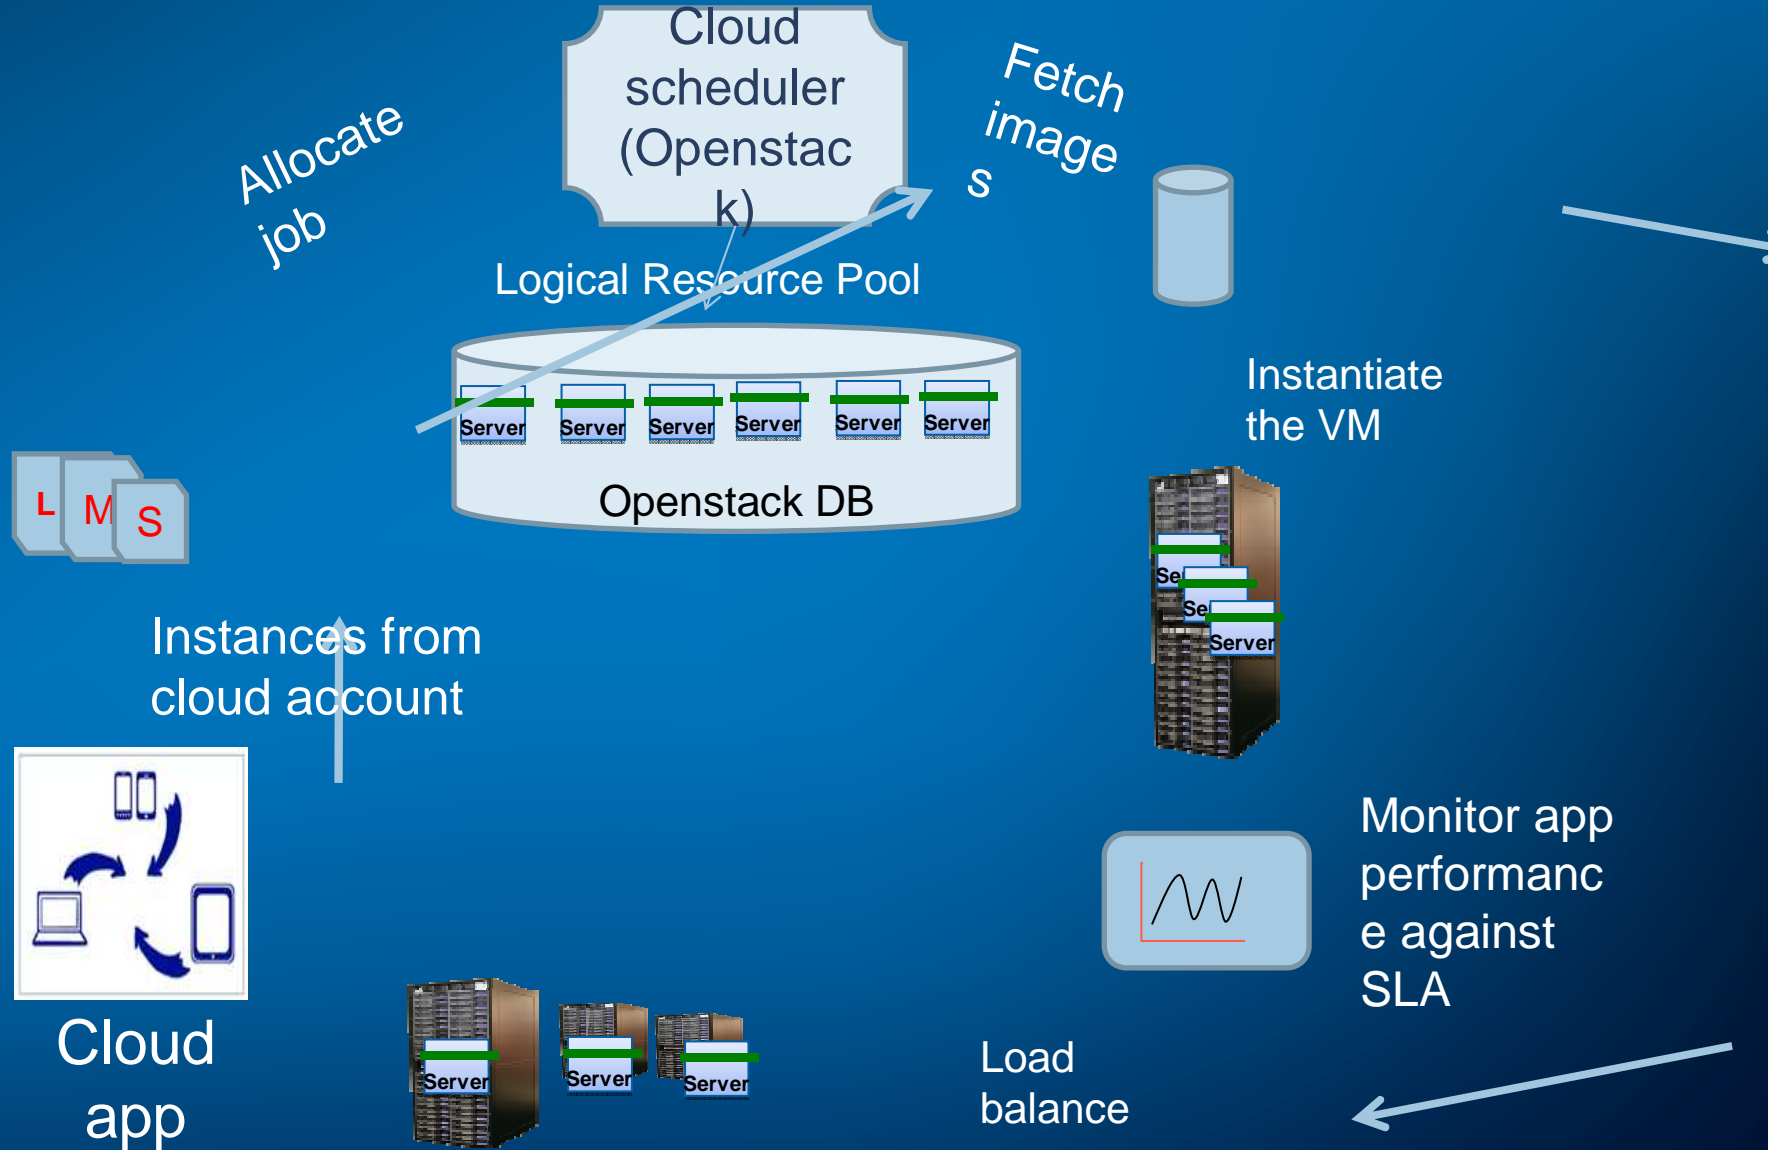 Cloud
scheduler
(Openstac
k)
Fetch
image
s
Allocate
job
Logical Resource Pool
Server Server Server Server Server Server
Openstack DB
Instantiate
the VM
L M S
Se
Se
Server
Instances from
cloud account
Monitor app
performanc
e against
SLA
Cloud
app
Server Server Server
Load
balance